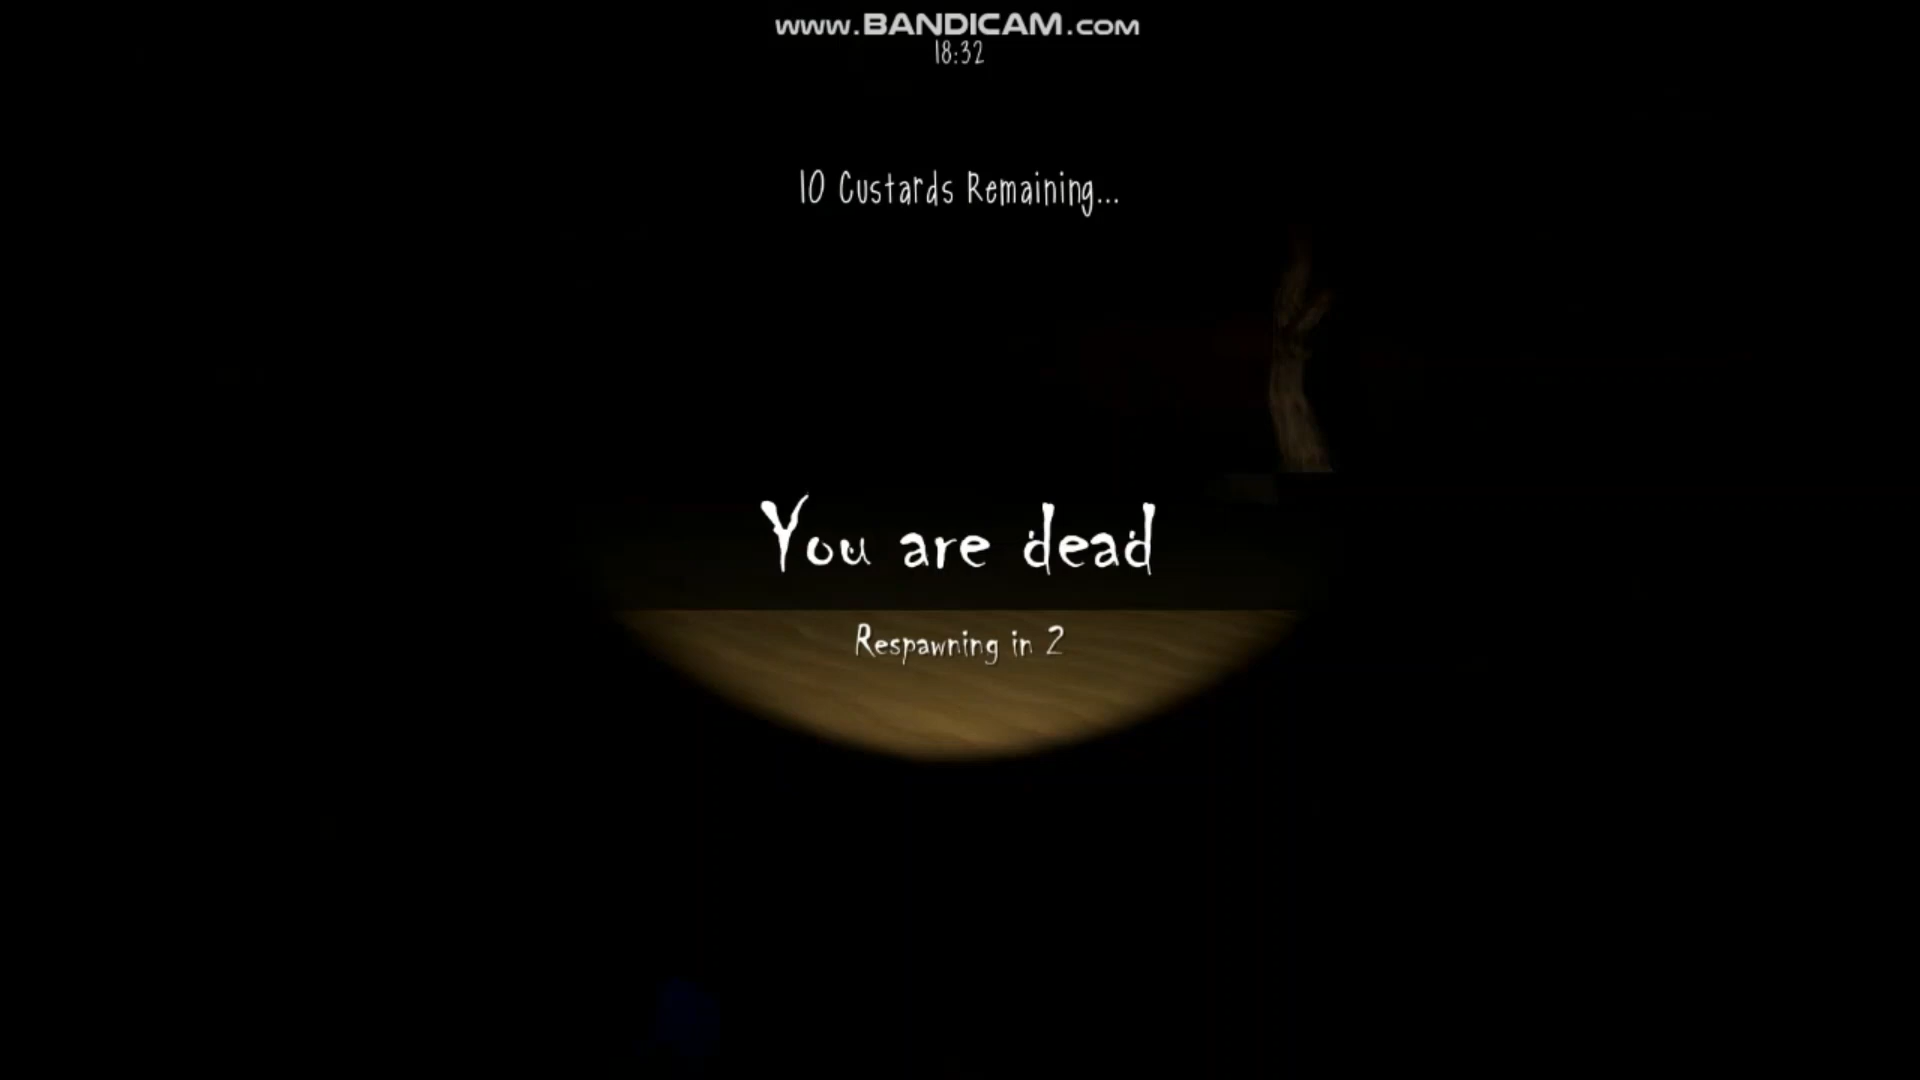 www.BANDICAM.com
18:32
10 Custards Remaining...
You are dead
Respawning in 2